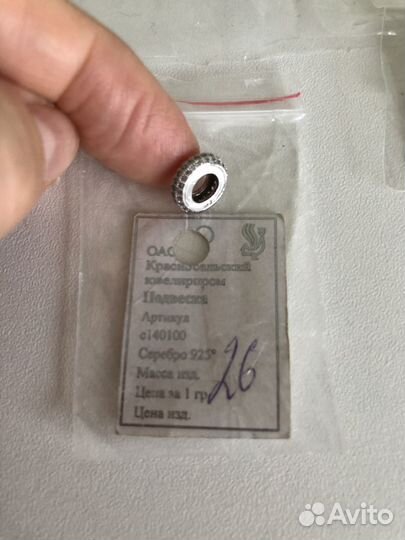 ОАО
Красносельский
ювелирпром
Подвеска
Артикул
с140100
Серебро 925°
Масса изд. 26
Цена за 1 гр
Цена изд.
Avito